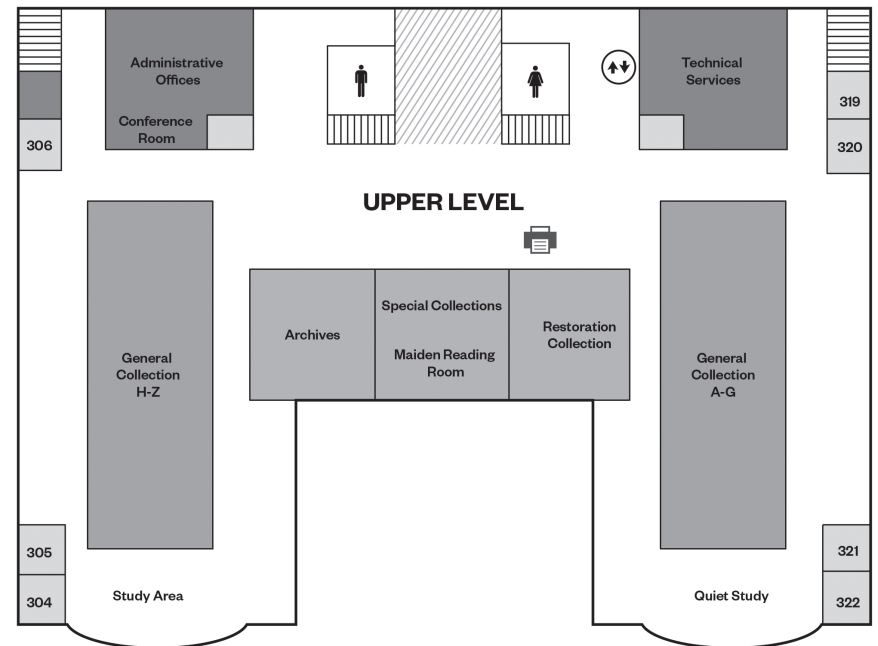 Administrative
Offices
Technical
Services
319
Conference
Room
306
320
UPPER LEVEL
Special Collections
Archives
Restoration
Collection
Maiden Reading
Room
General
Collection
H-Z
General
Collection
A-G
305
321
Study Area
Quiet Study
304
322